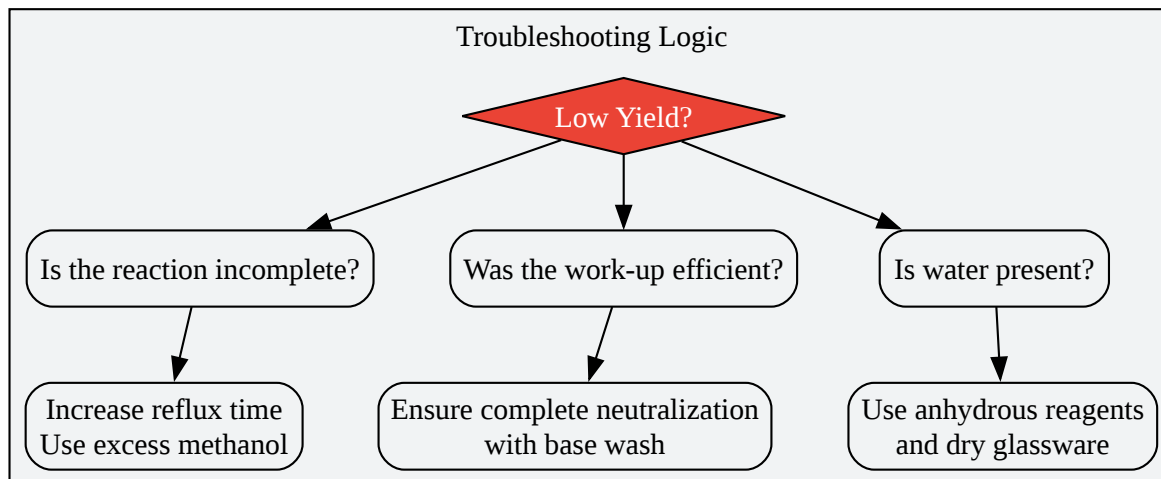 Troubleshooting Logic
Low Yield?
Is the reaction incomplete?
Was the work-up efficient?
Is water present?
Increase reflux time
Use excess methanol
Ensure complete neutralization
with base wash
Use anhydrous reagents
and dry glassware